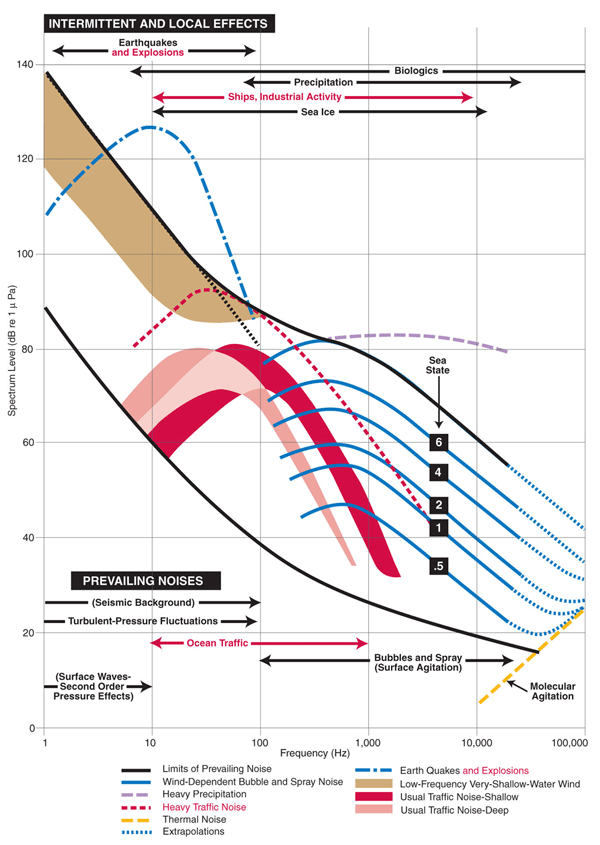 INTERMITTENT AND LOCAL EFFECTS
Earthquakes
and Explosions
Biologics
Precipitation
Ships, Industrial Activity
Sea Ice
140
120
100
80
60
40
20
0
Spectrum Level (dB re 1 μ Pa)
Sea
State
6
4
2
1
.5
PREVAILING NOISES
(Seismic Background)
Turbulent-Pressure Fluctuations
Ocean Traffic
Bubbles and Spray
(Surface Agitation)
(Surface Waves-
Second Order
Pressure Effects)
Molecular
Agitation
1 10 100 1,000 10,000 100,000
Frequency (Hz)
Limits of Prevailing Noise
Wind-Dependent Bubble and Spray Noise
Heavy Precipitation
Heavy Traffic Noise
Thermal Noise
Extrapolations
Earth Quakes and Explosions
Low-Frequency Very-Shallow-Water Wind
Usual Traffic Noise-Shallow
Usual Traffic Noise-Deep